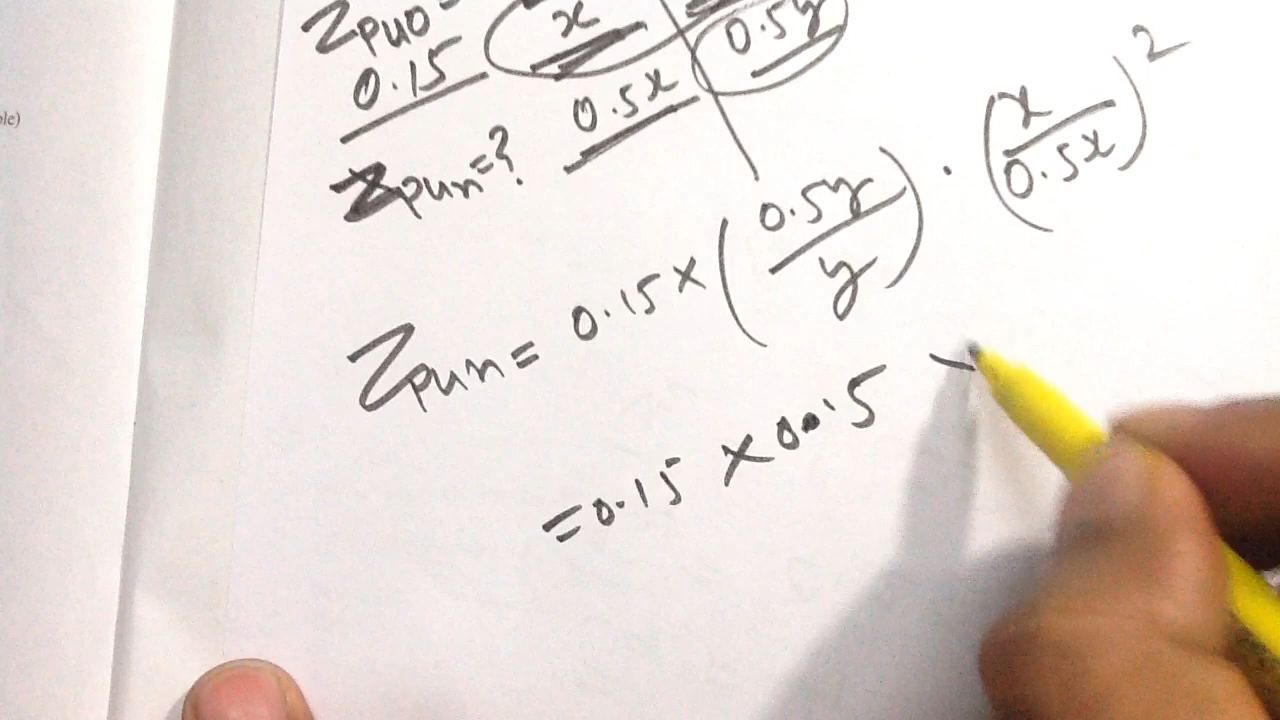 Zpuo=
0.15 x 0.5y
0.5x
Zpun=?
Zpun = 0.15 × (0.5y/y) · (x/0.5x)²
= 0.15 × 0.5